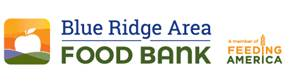 Blue Ridge Area
FOOD BANK
A member of
FEEDING
AMERICA